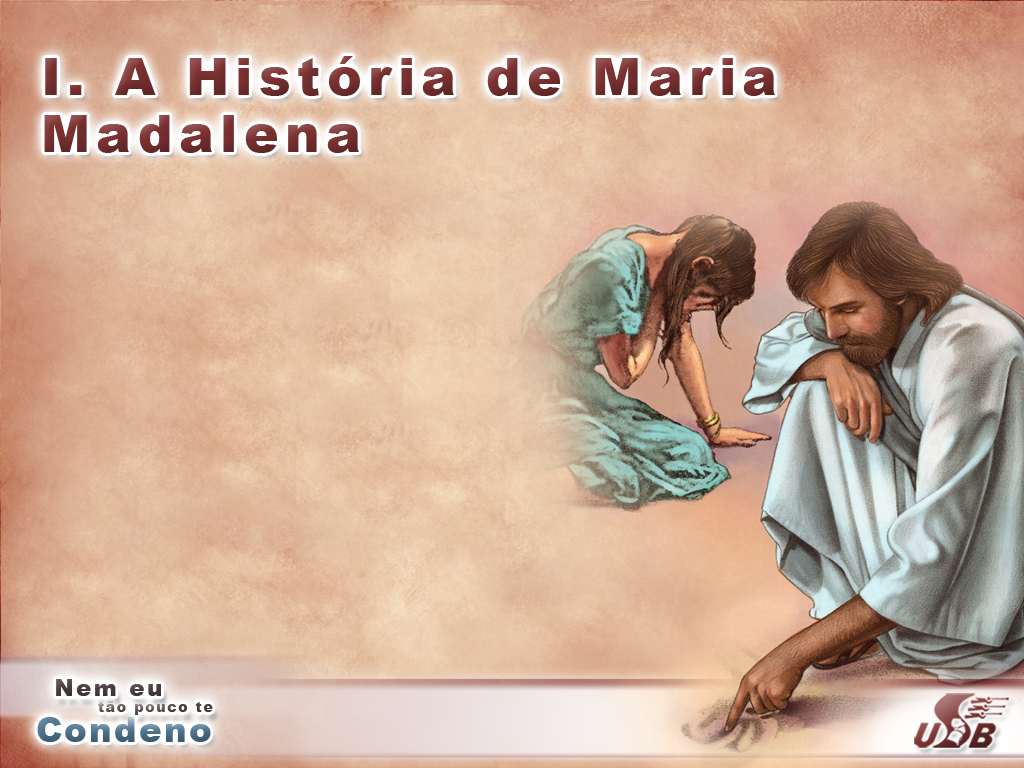 I. A História de Maria
Madalena
Nem eu
tão pouco te
Condeno
USB